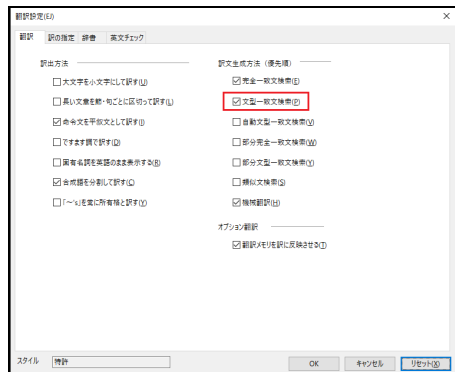 翻訳設定(EJ)
翻訳 訳の指定 辞書 英文チェック
訳出方法
大文字を小文字にして訳す(U)
長い文章を節・句ごとに区切って訳す(L)
命令文を平叙文として訳す(I)
ですます調で訳す(D)
固有名詞を英語のまま表示する(R)
合成語を分割して訳す(C)
「～'s」を常に所有格と訳す(Y)
訳文生成方法（優先順）
完全一致文検索(E)
文型一致文検索(P)
自動文型一致文検索(V)
部分完全一致文検索(W)
部分文型一致文検索(Y)
類似文検索(S)
機械翻訳(H)
オプション翻訳
翻訳メモリを訳に反映させる(T)
スタイル 特許
OK キャンセル リセット(X)